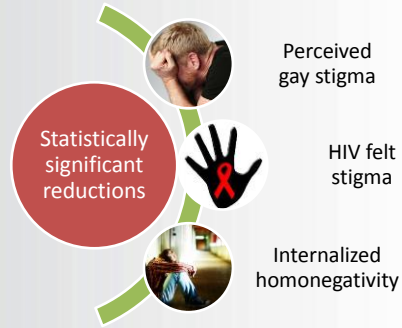 Statistically
significant
reductions
Perceived
gay stigma
HIV felt
stigma
Internalized
homonegativity